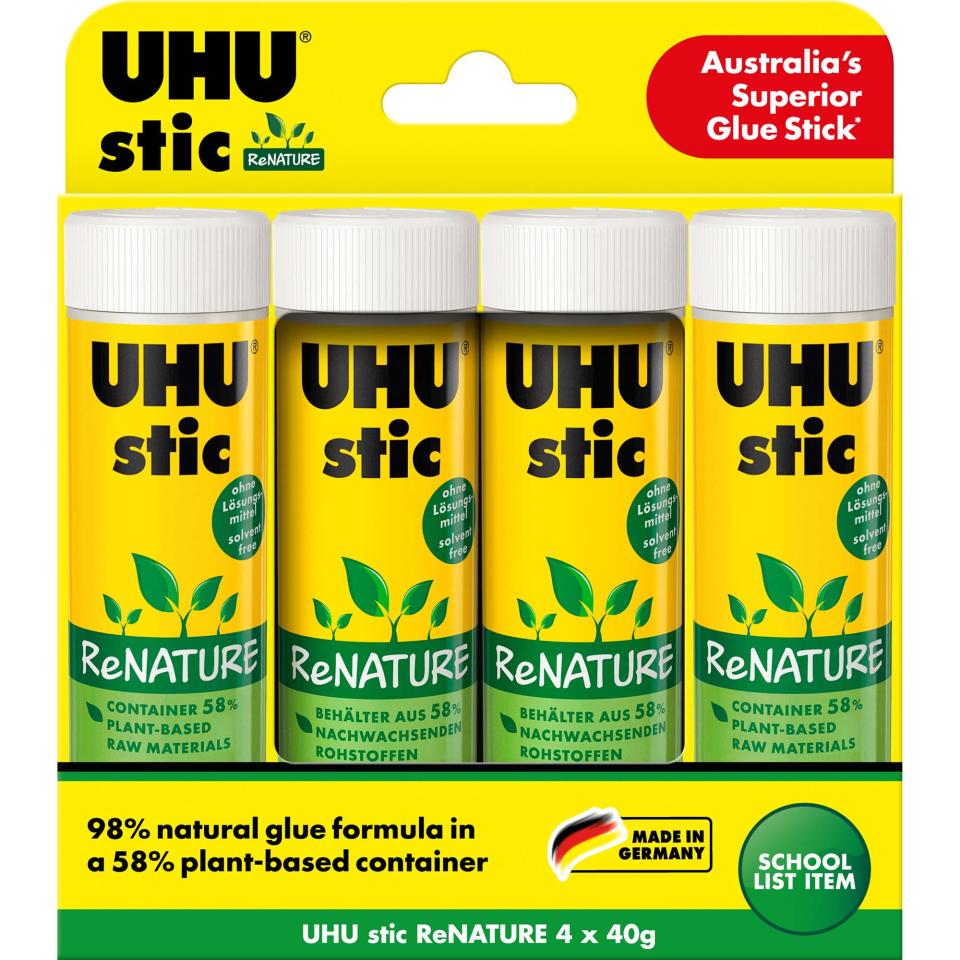 UHU®
stic ReNATURE
Australia's
Superior
Glue Stick*
UHU®
stic
ohne
Lösungs-
mittel
solvent
free
ReNATURE
CONTAINER 58%
PLANT-BASED
RAW MATERIALS
UHU®
stic
ohne
Lösungs-
mittel
solvent
free
ReNATURE
BEHÄLTER AUS 58%
NACHWACHSENDEN
ROHSTOFFEN
UHU®
stic
ohne
Lösungs-
mittel
solvent
free
ReNATURE
BEHÄLTER AUS 58%
NACHWACHSENDEN
ROHSTOFFEN
UHU®
stic
ohne
Lösungs-
mittel
solvent
free
ReNATURE
CONTAINER 58%
PLANT-BASED
RAW MATERIALS
98% natural glue formula in
a 58% plant-based container
MADE IN
GERMANY
SCHOOL
LIST ITEM
UHU stic ReNATURE 4 x 40g